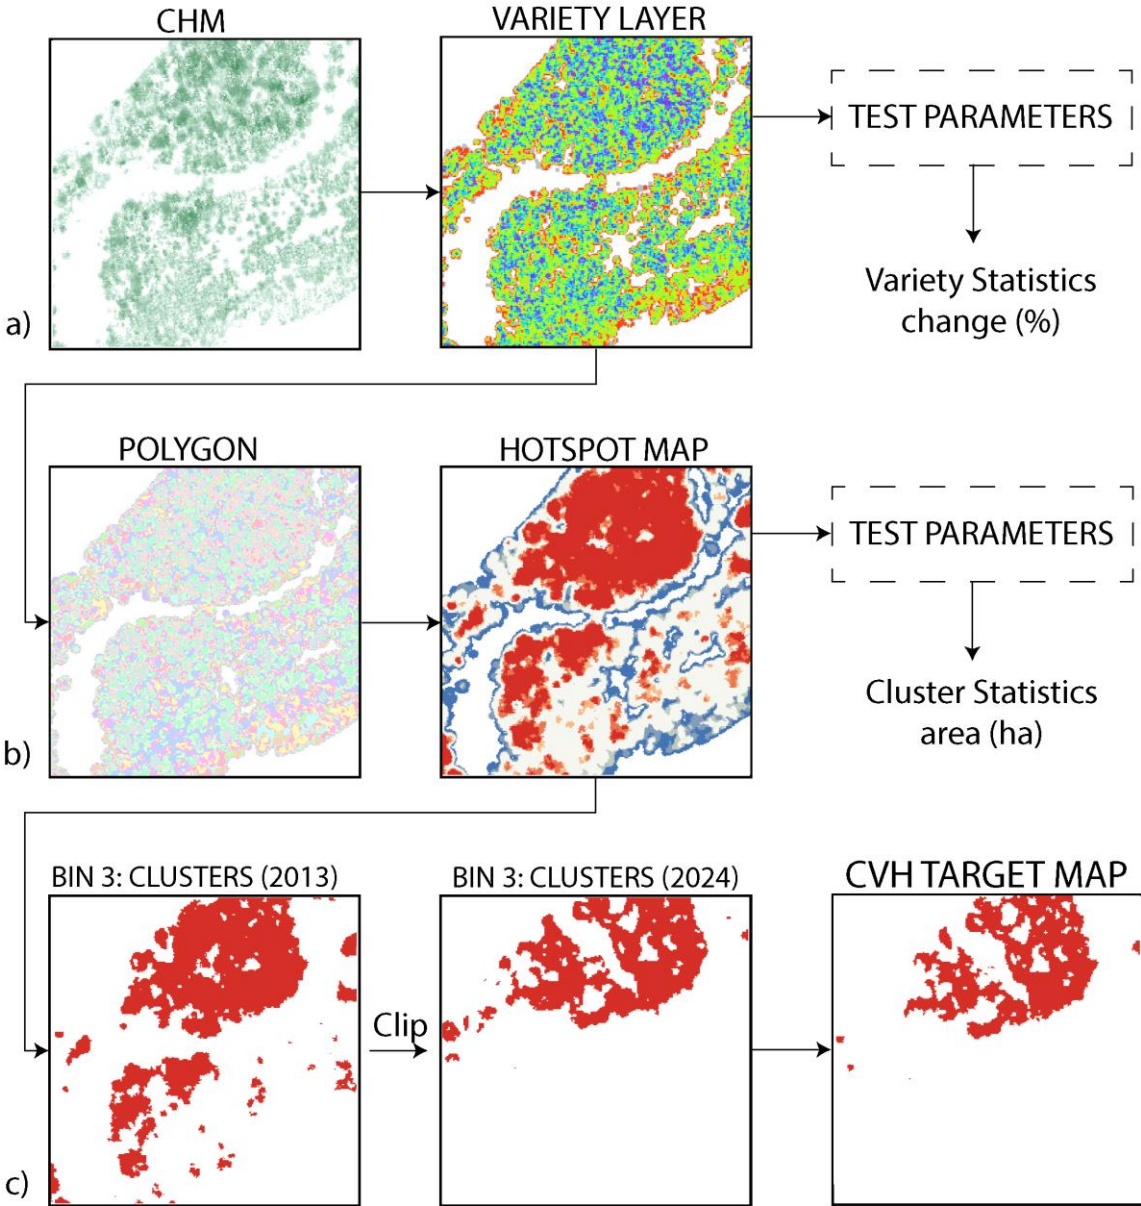 CHM
VARIETY LAYER
TEST PARAMETERS
Variety Statistics
change (%)
a)
POLYGON
HOTSPOT MAP
TEST PARAMETERS
Cluster Statistics
area (ha)
b)
BIN 3: CLUSTERS (2013)
BIN 3: CLUSTERS (2024)
CVH TARGET MAP
Clip
c)